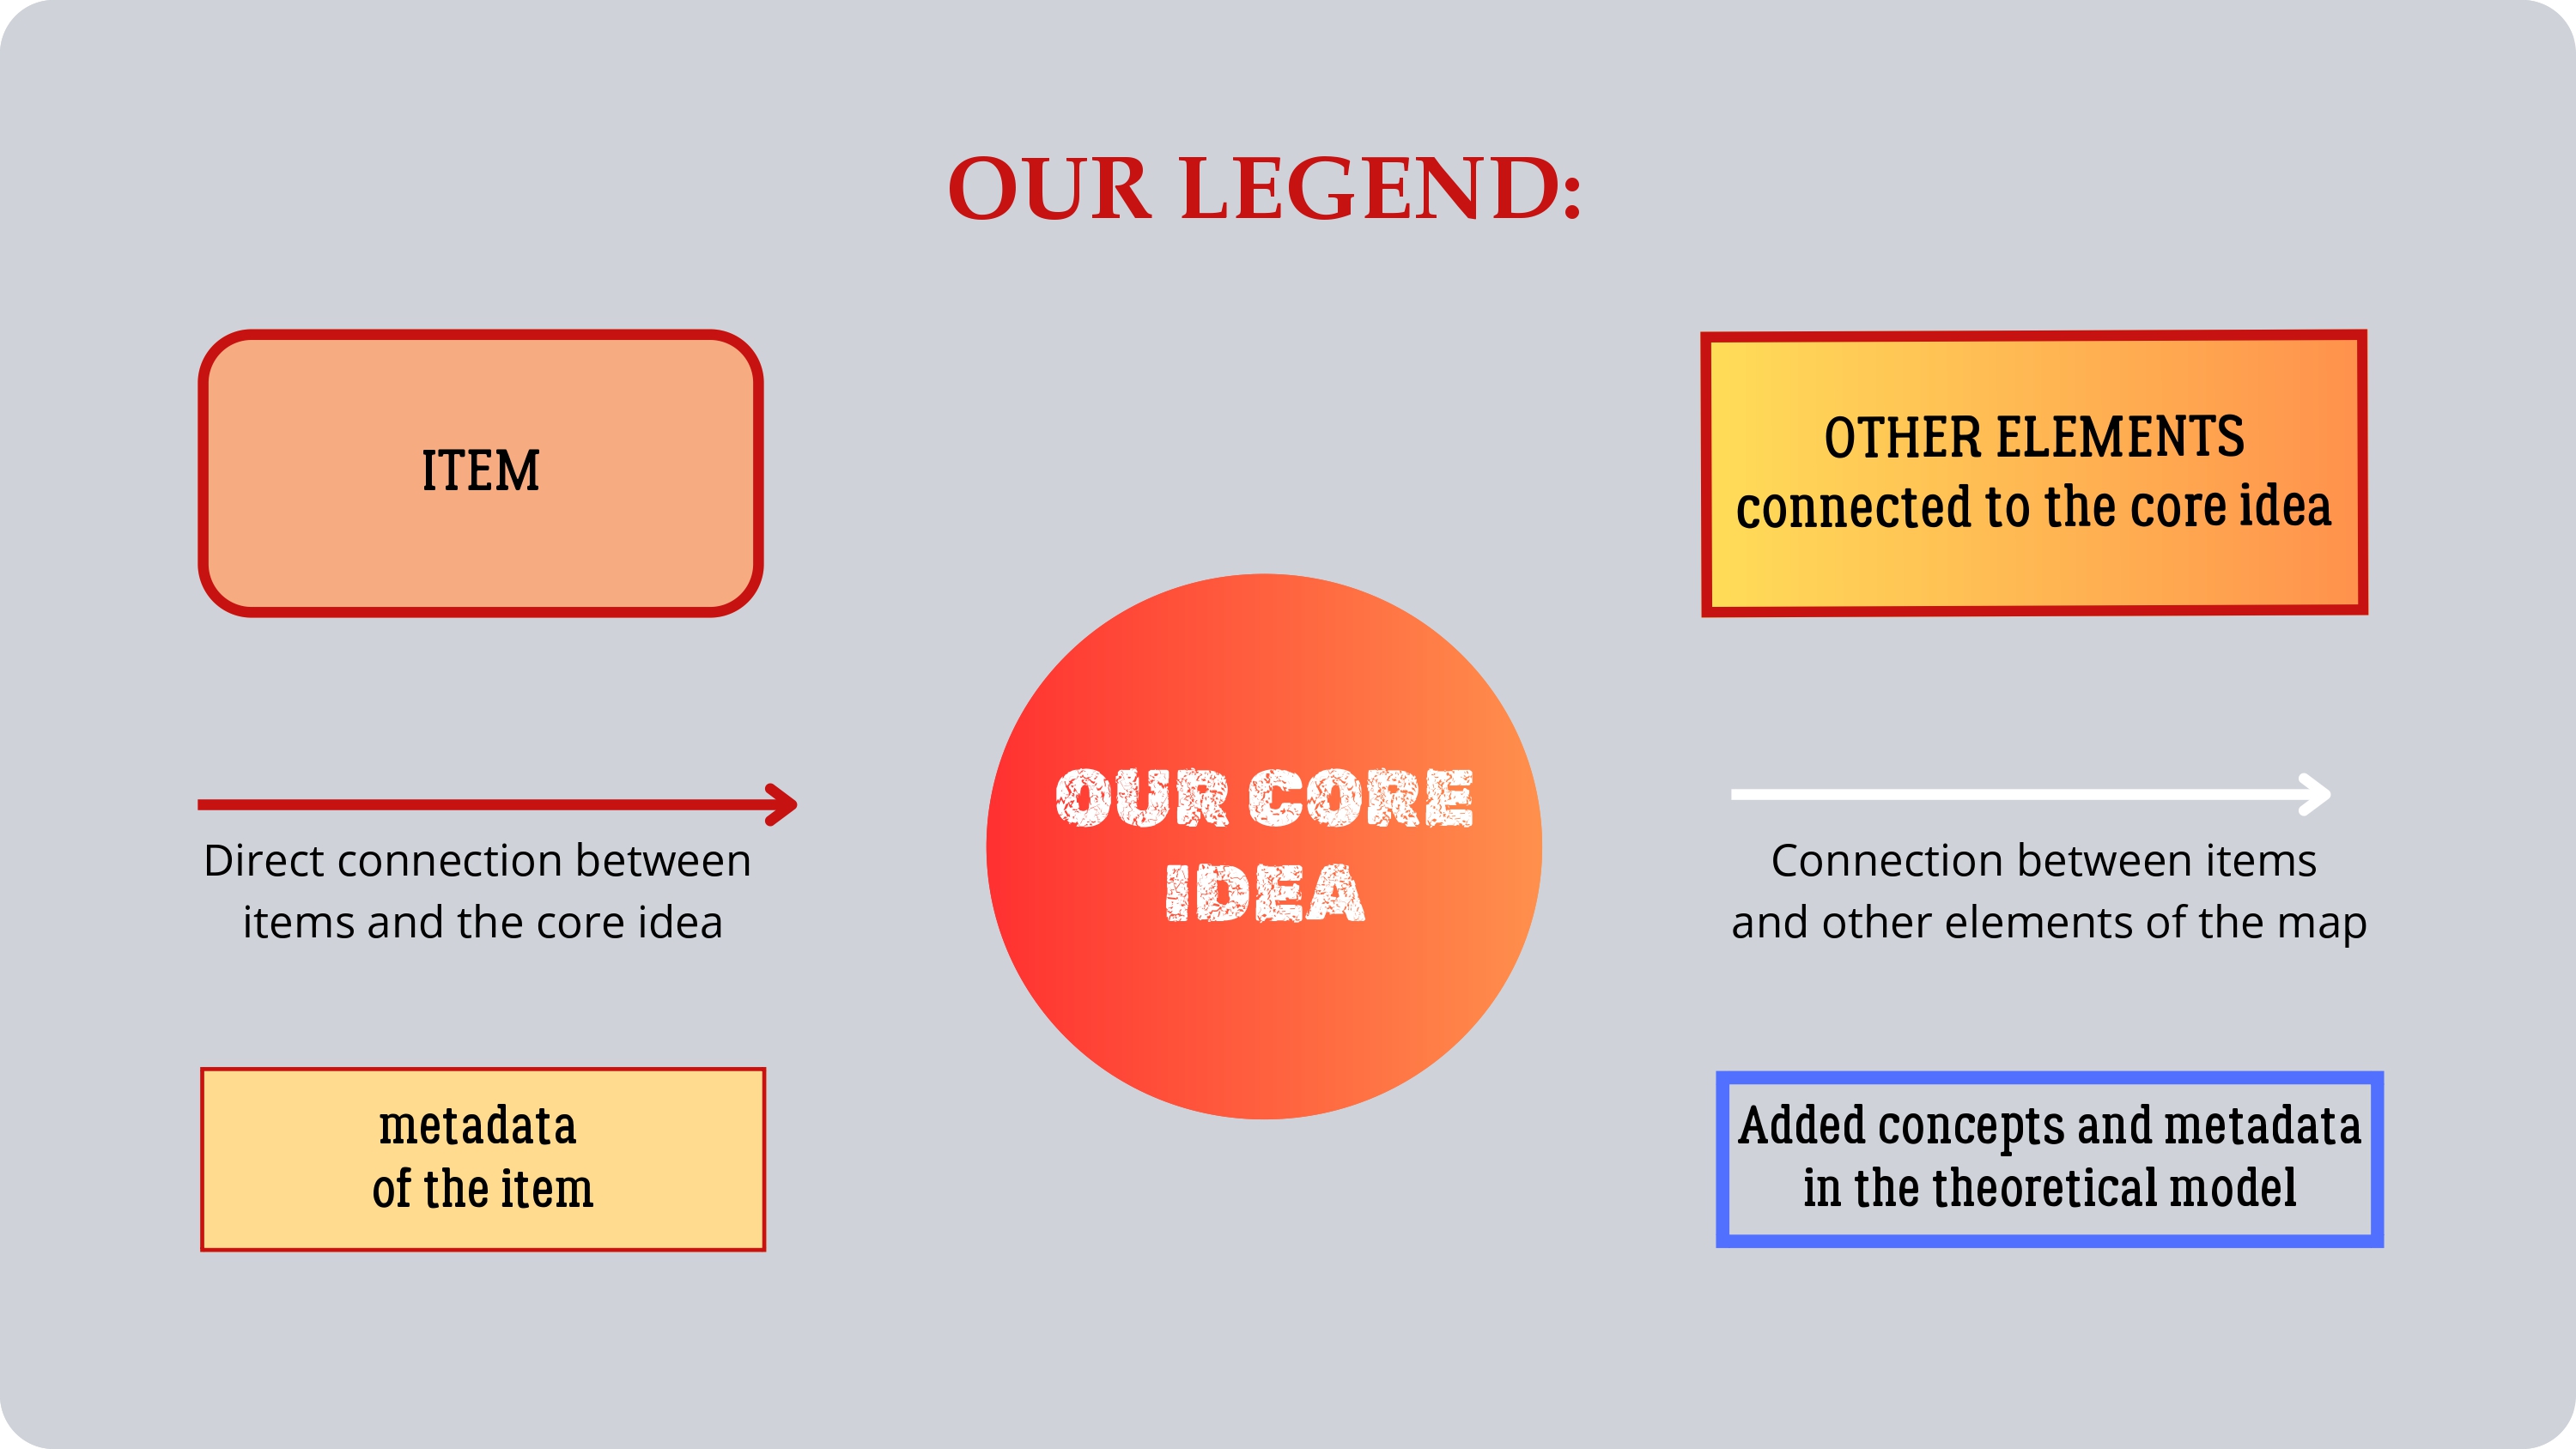 OUR LEGEND:
ITEM
OTHER ELEMENTS
connected to the core idea
Direct connection between
items and the core idea
OUR CORE
IDEA
Connection between items
and other elements of the map
metadata
of the item
Added concepts and metadata
in the theoretical model